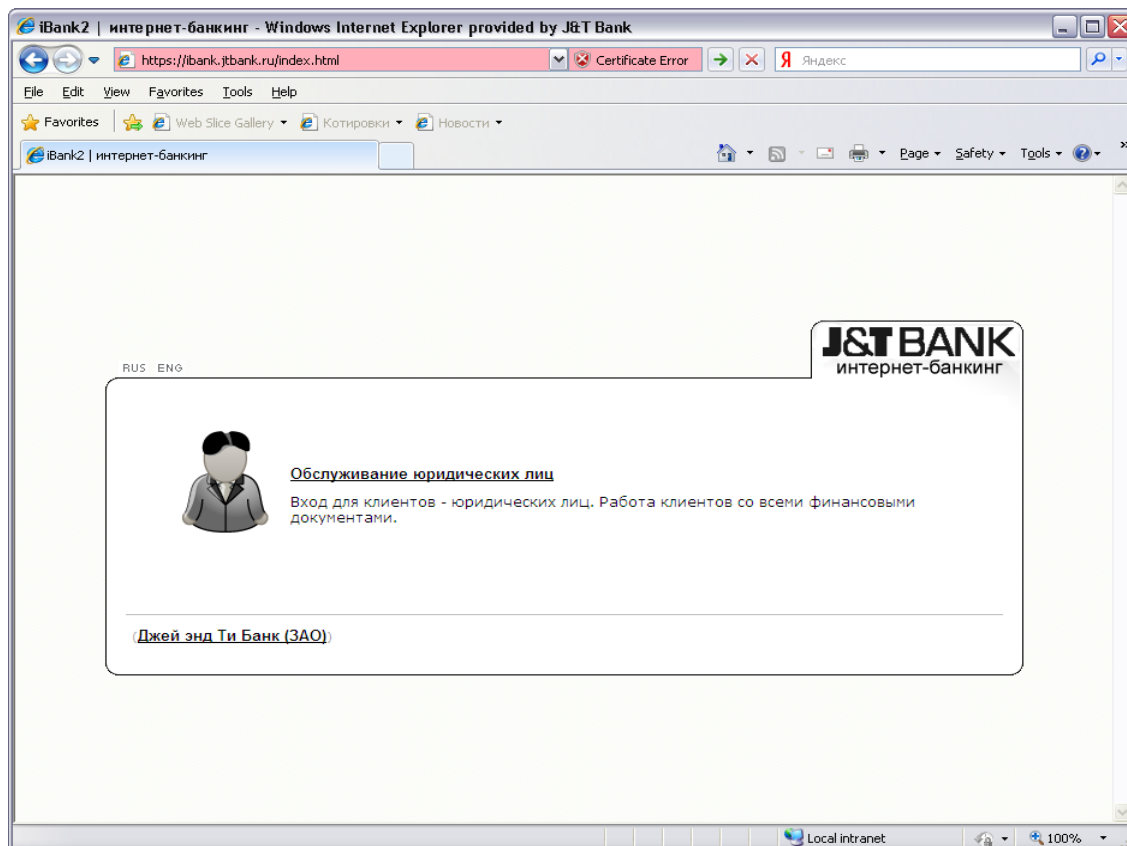 iBank2 | интернет-банкинг - Windows Internet Explorer provided by J&T Bank
https://ibank.jtbank.ru/index.html Certificate Error Я Яндекс
File Edit View Favorites Tools Help
Favorites Web Slice Gallery Котировки Новости
iBank2 | интернет-банкинг Page Safety Tools
J&T BANK
интернет-банкинг
RUS ENG
Обслуживание юридических лиц
Вход для клиентов - юридических лиц. Работа клиентов со всеми финансовыми
документами.
(Джей энд Ти Банк (ЗАО))
Local intranet 100%